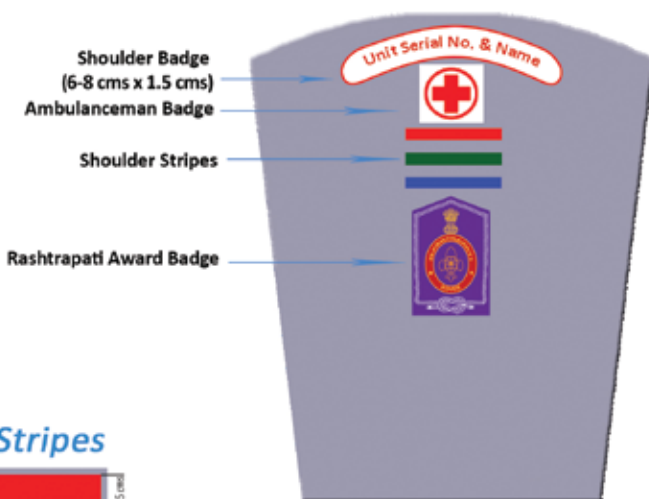 Unit Serial No. & Name
Shoulder Badge
(6-8 cms x 1.5 cms)
Ambulanceman Badge
Shoulder Stripes
Rashtrapati Award Badge
Stripes
cms